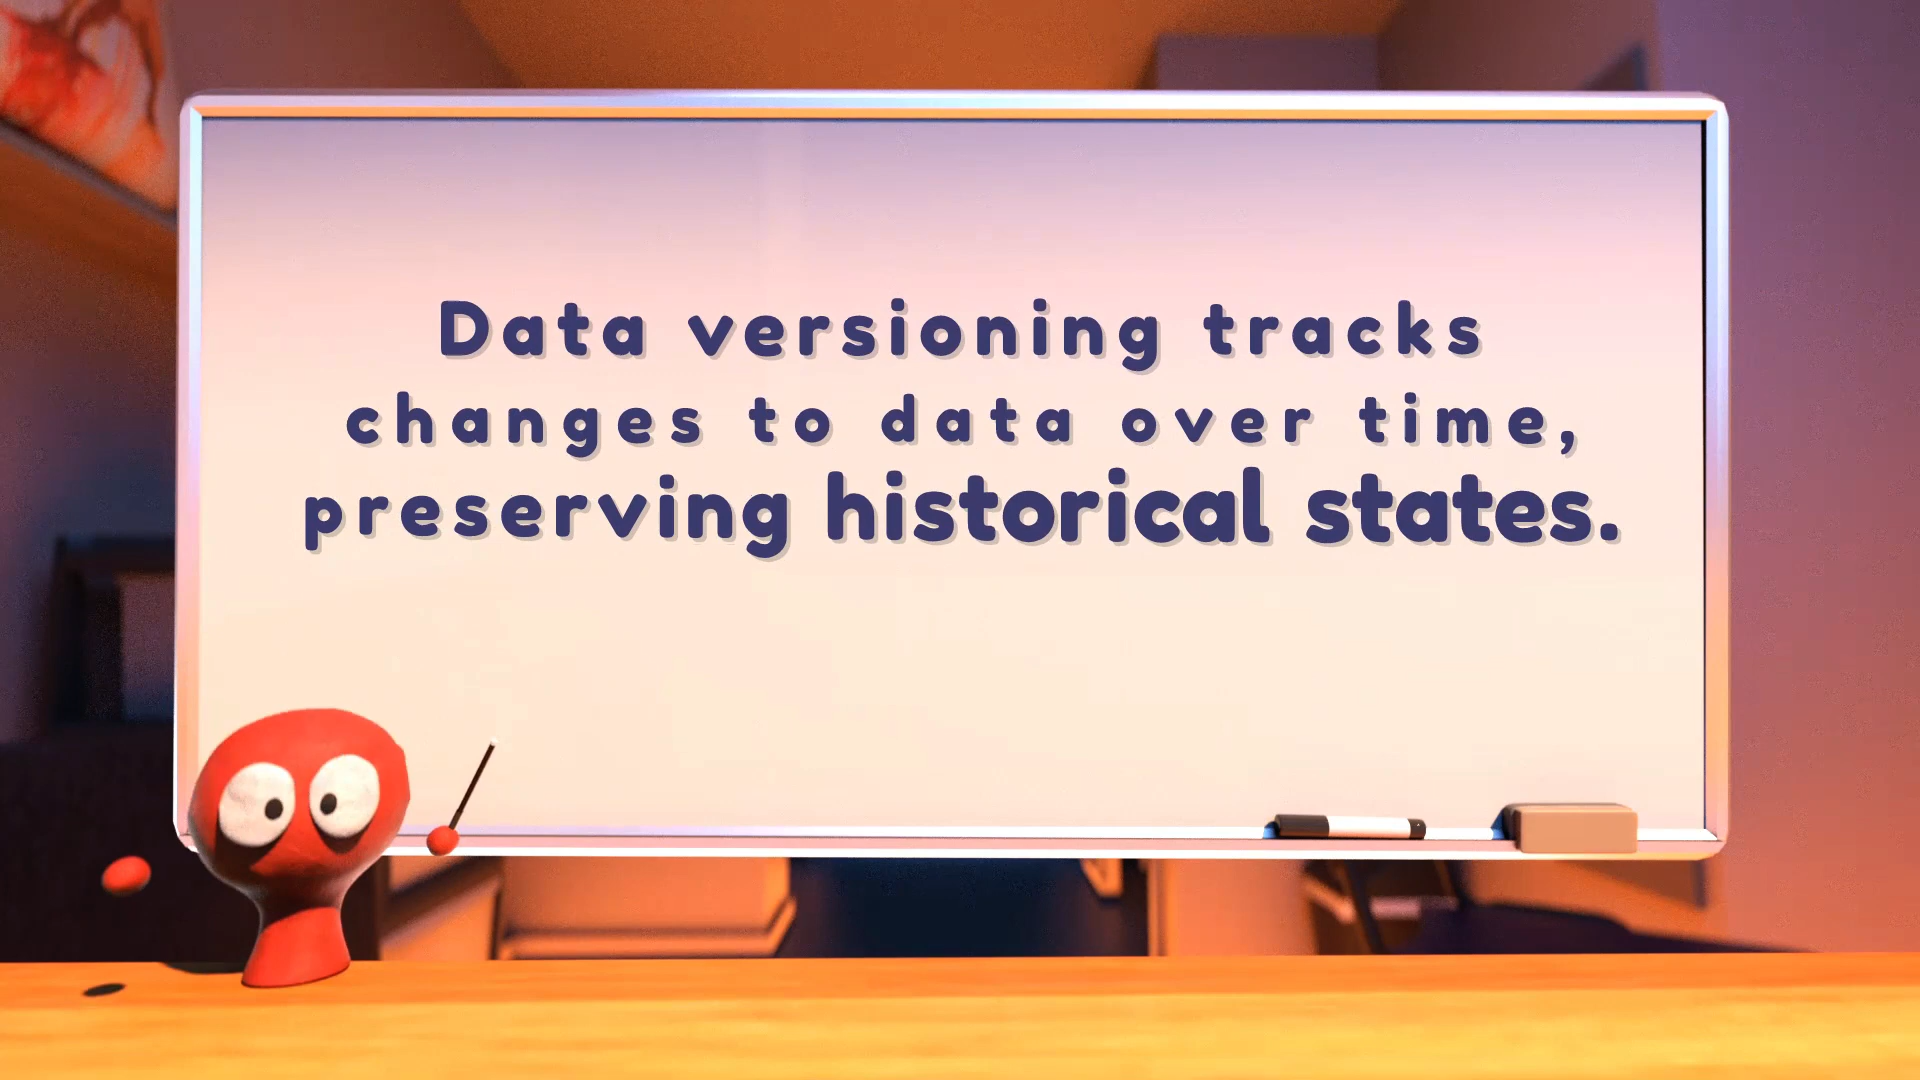 Data versioning tracks
changes to data over time,
preserving historical states.